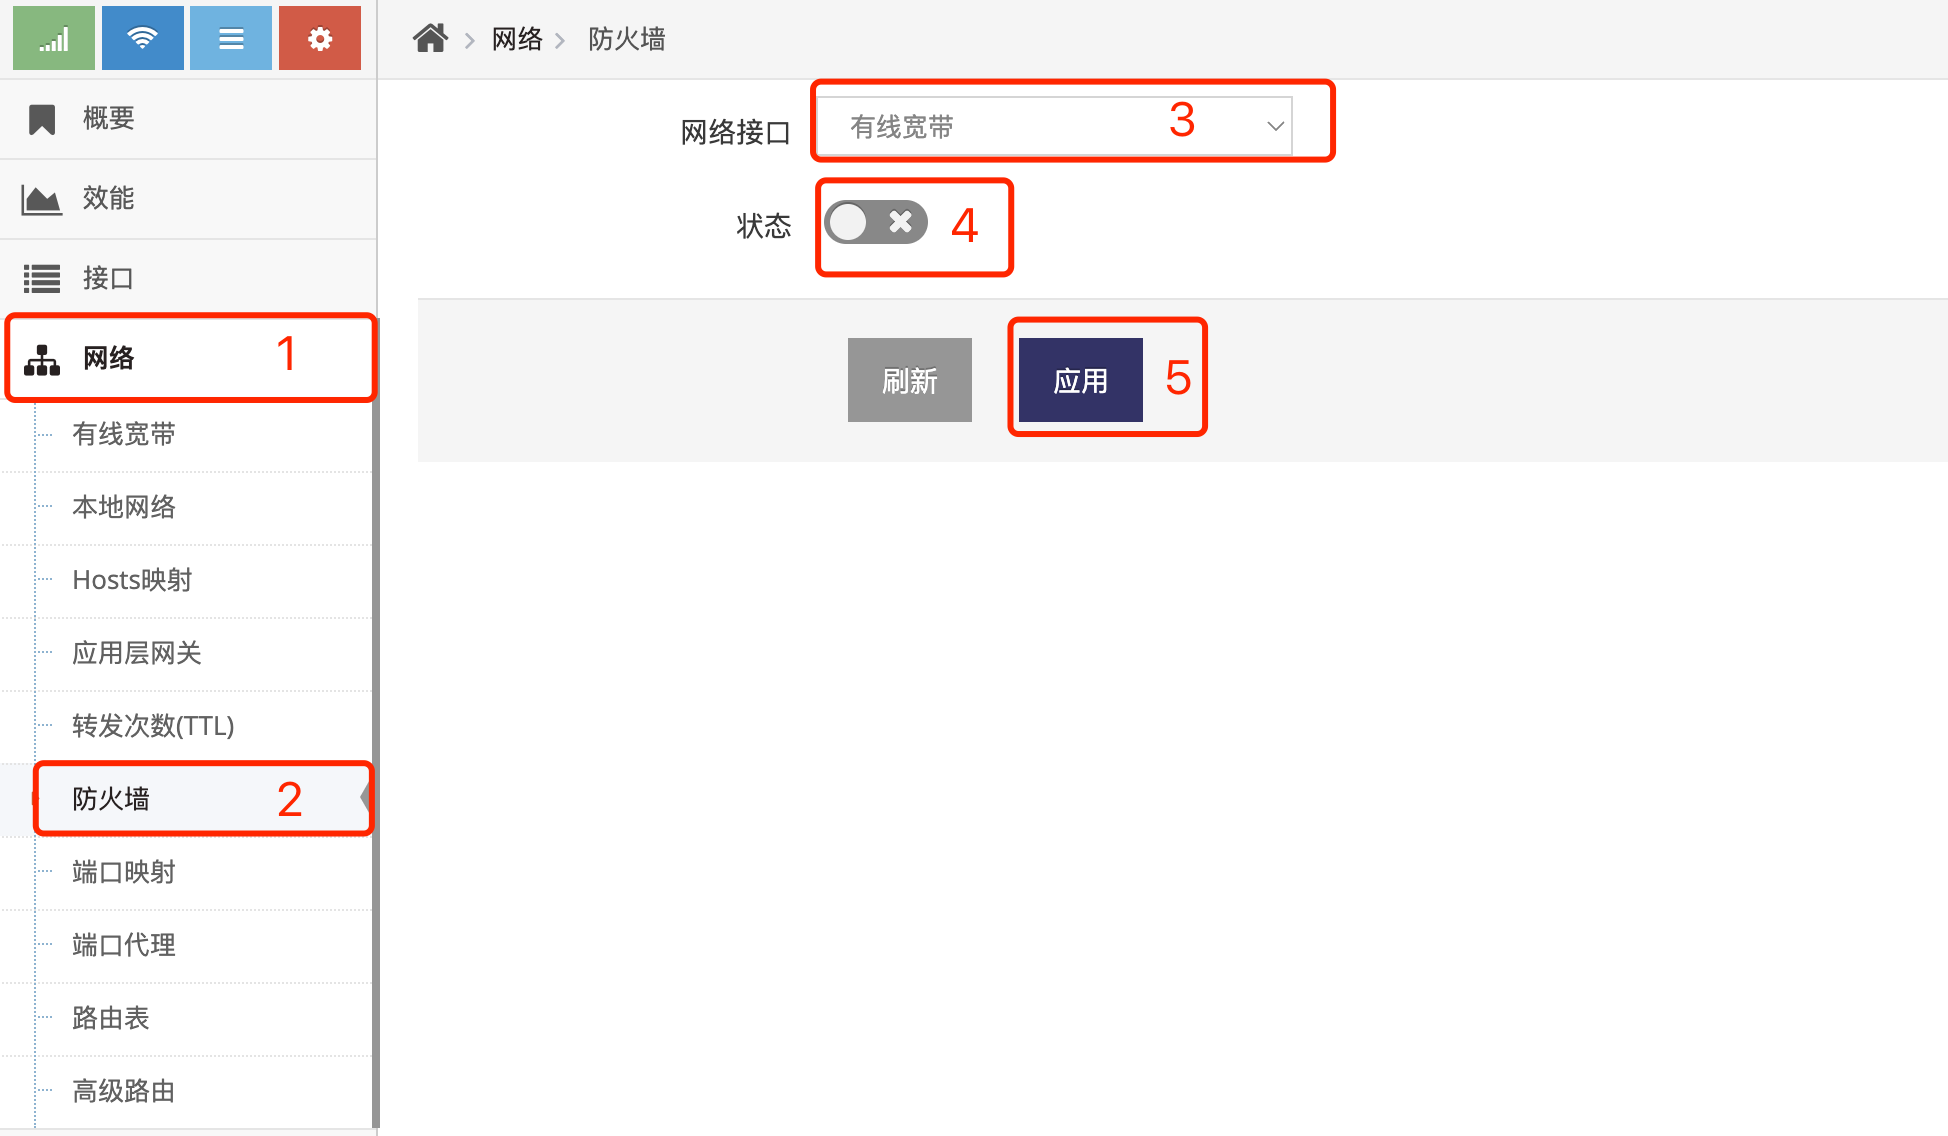 网络 防火墙
概要
效能
接口
网络 1
有线宽带
本地网络
Hosts映射
应用层网关
转发次数(TTL)
防火墙 2
端口映射
端口代理
路由表
高级路由
网络接口 有线宽带 3
状态 4
刷新 应用 5